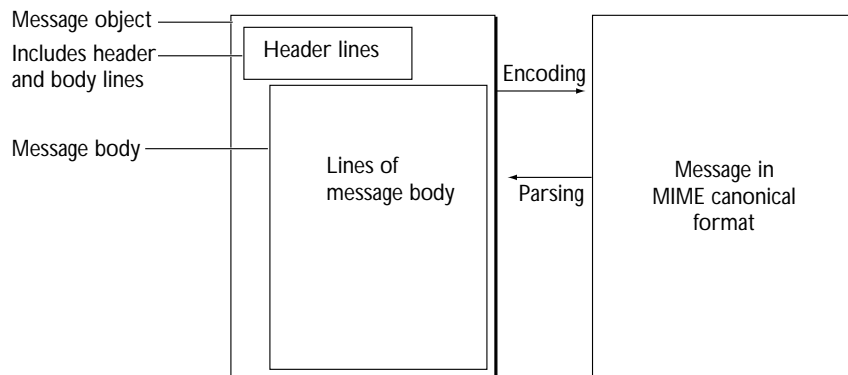 Message object
Includes header
and body lines
Header lines
Encoding
Message body
Lines of
message body
Parsing
Message in
MIME canonical
format